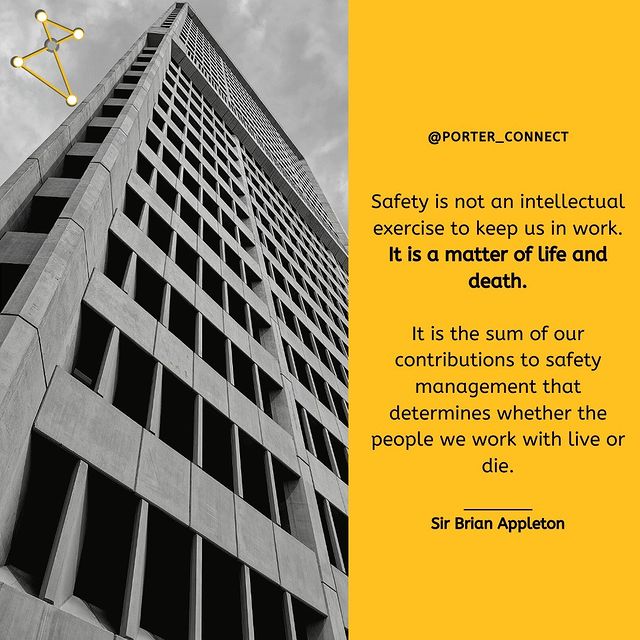 @PORTER_CONNECT
Safety is not an intellectual
exercise to keep us in work.
It is a matter of life and
death.
It is the sum of our
contributions to safety
management that
determines whether the
people we work with live or
die.
Sir Brian Appleton